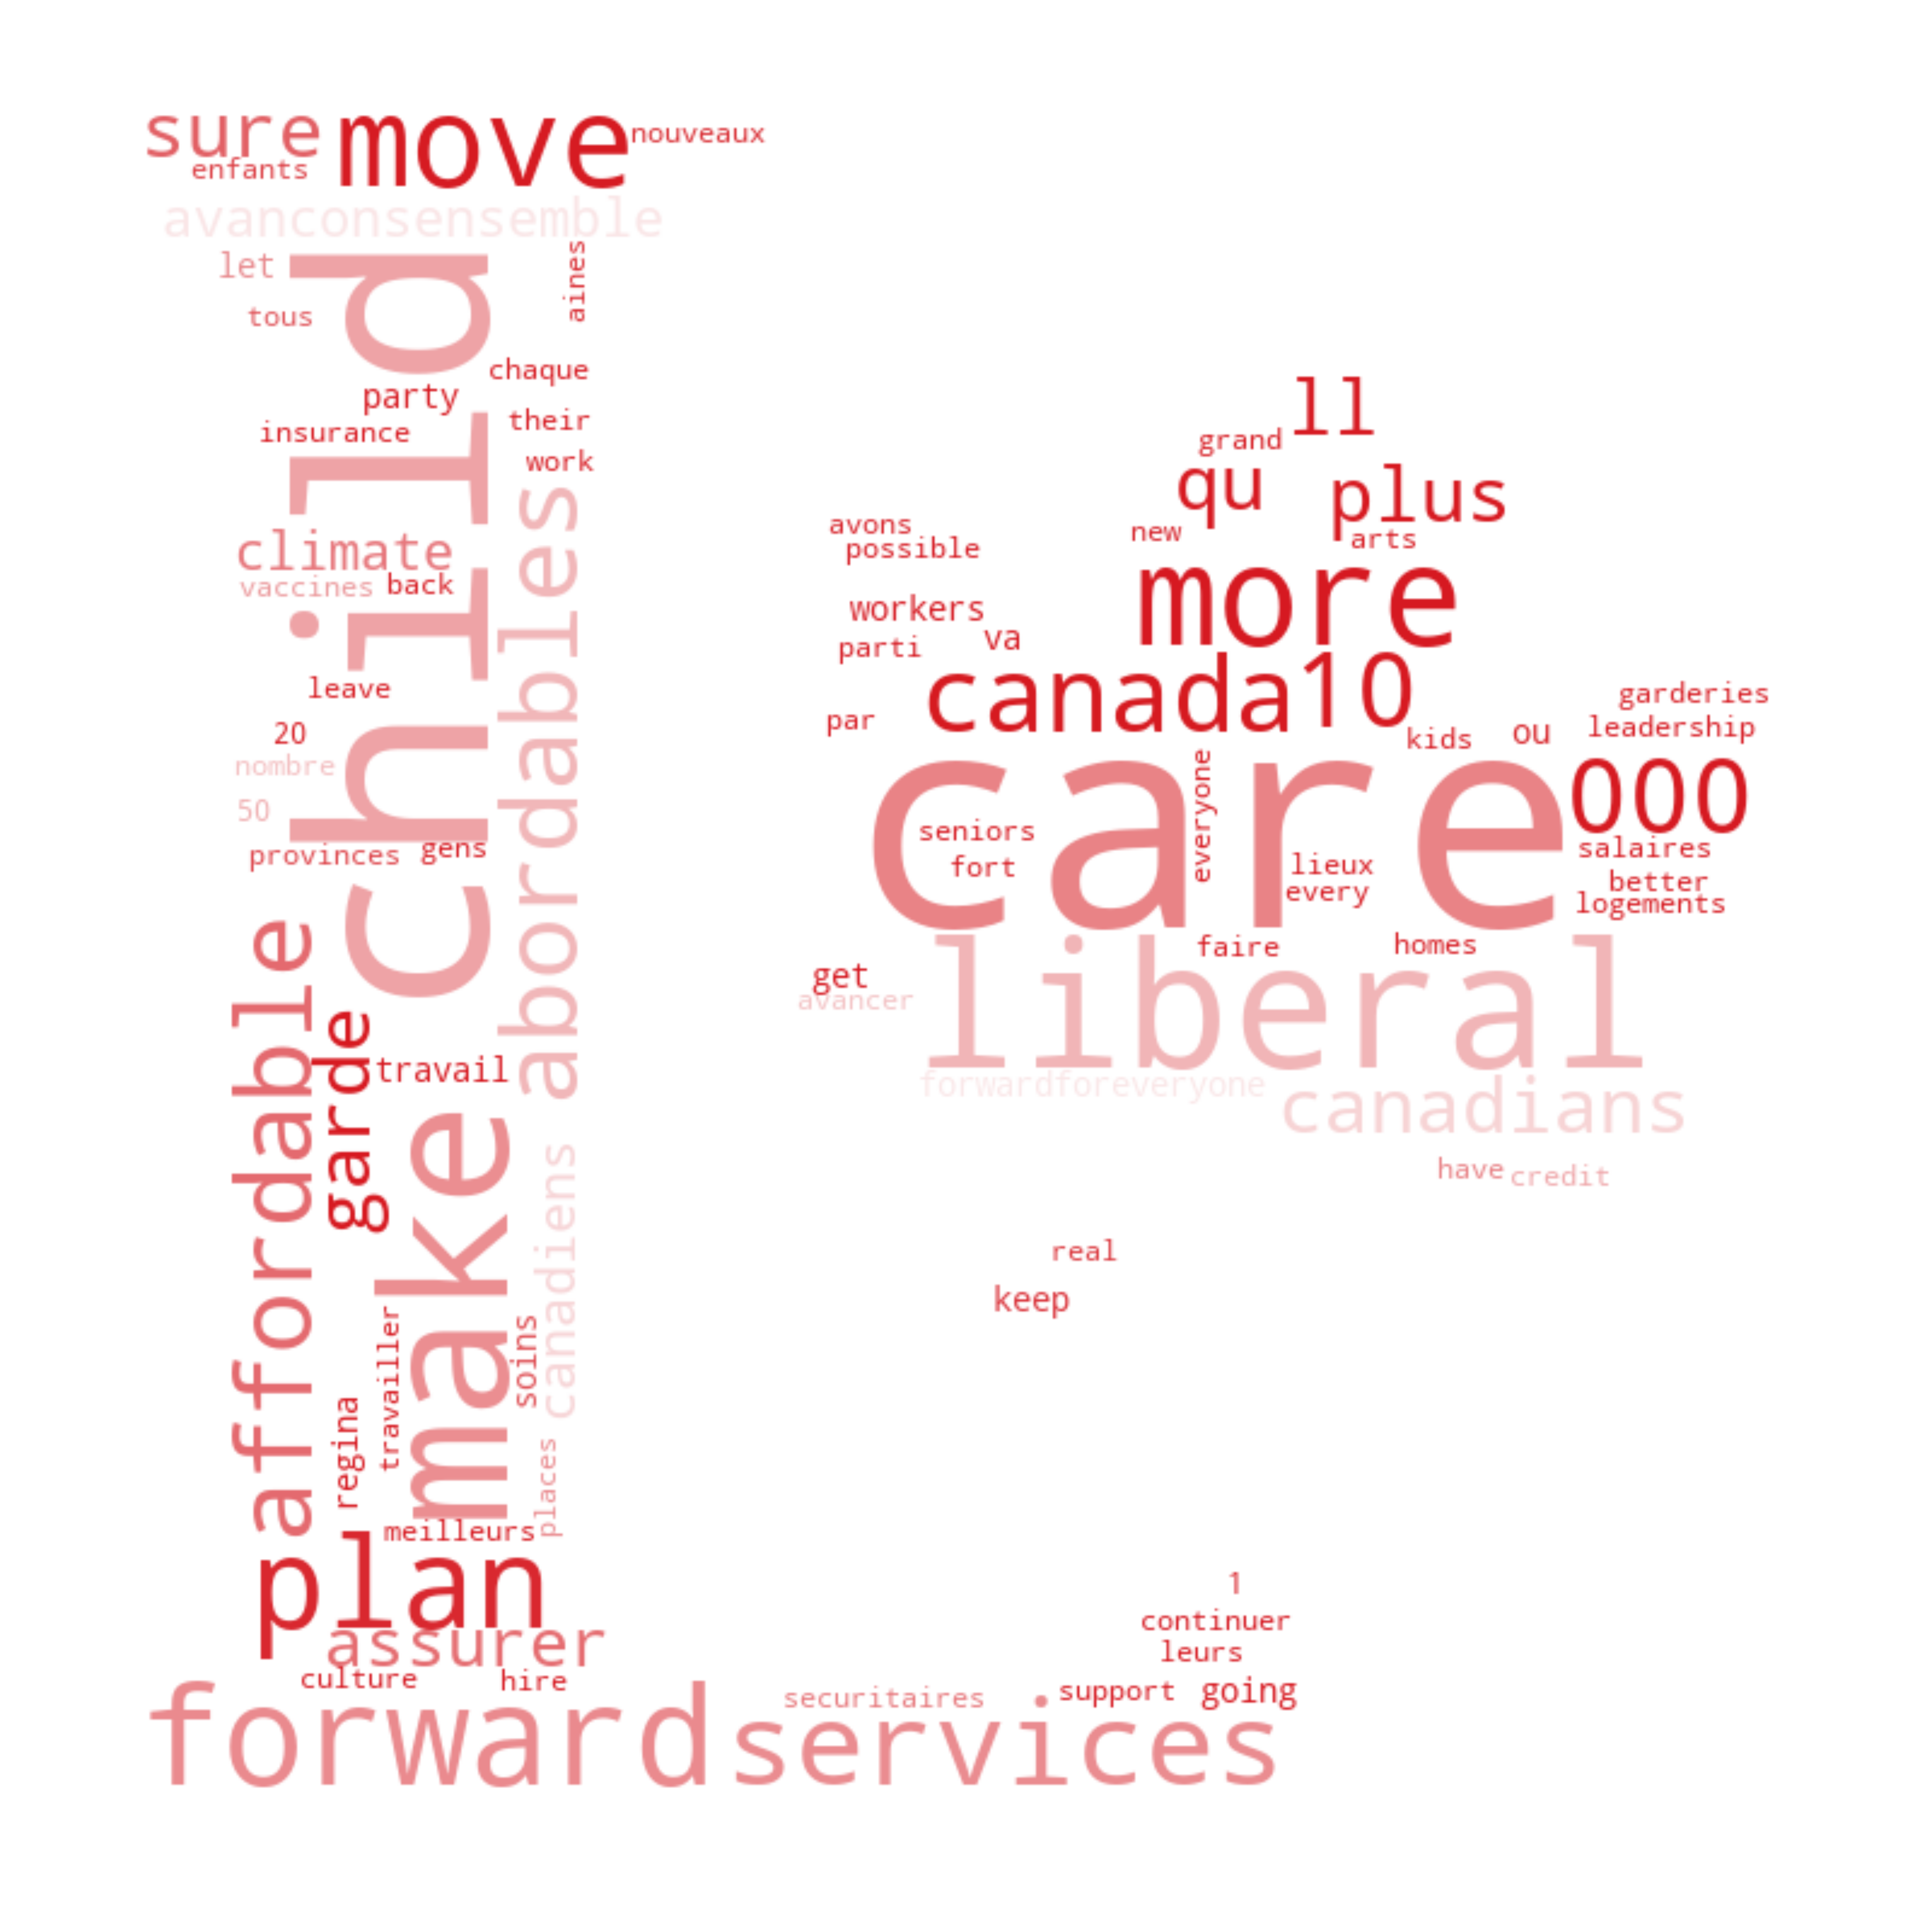 sure
move
nouveaux
enfants
avanconsensemble
let
aines
tous
child
chaque
party
their
insurance
work
abordables
climate
vaccines
back
leave
20
nombre
50
provinces
gens
affordable
garde
travail
make
canadiens
soins
travailler
regina
places
meilleurs
plan
assurer
culture
hire
forward
services
ll
grand
qu
plus
avons
new
arts
possible
more
workers
va
parti
canada10
garderies
par
kids
ou
leadership
care
everyone
000
seniors
fort
lieux
every
salaires
better
logements
faire
homes
get
avancer
liberal
forwardforeveryone
canadians
have
credit
real
keep
1
continuer
leurs
securitaires
support
going